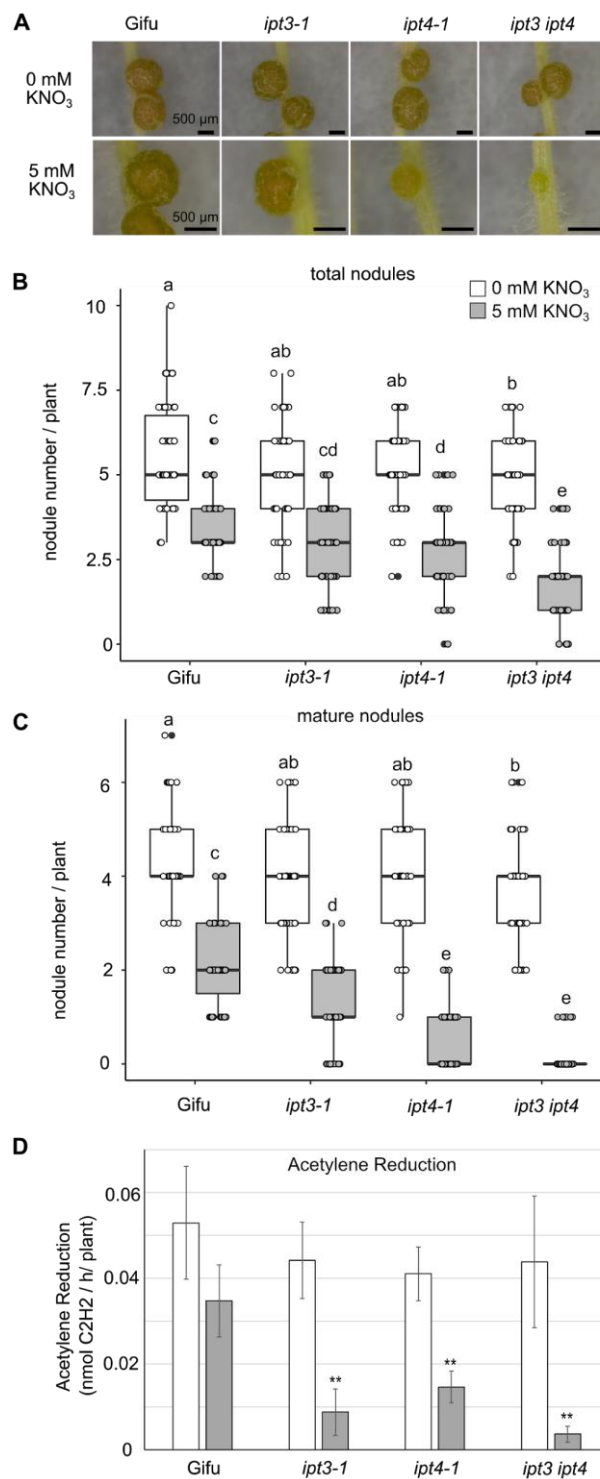 A
Gifu ipt3-1 ipt4-1 ipt3 ipt4
0 mM
KNO₃
500 µm
5 mM
KNO₃
500 µm
B
total nodules
0 mM KNO₃
5 mM KNO₃
nodule number / plant
10
7.5
5
2.5
0
a c ab cd ab d b e
Gifu ipt3-1 ipt4-1 ipt3 ipt4
C
mature nodules
nodule number / plant
6
4
2
0
a c ab d ab e b e
Gifu ipt3-1 ipt4-1 ipt3 ipt4
D
Acetylene Reduction
Acetylene Reduction
(nmol C2H2 / h/ plant)
0.06
0.04
0.02
0
** ** **
Gifu ipt3-1 ipt4-1 ipt3 ipt4